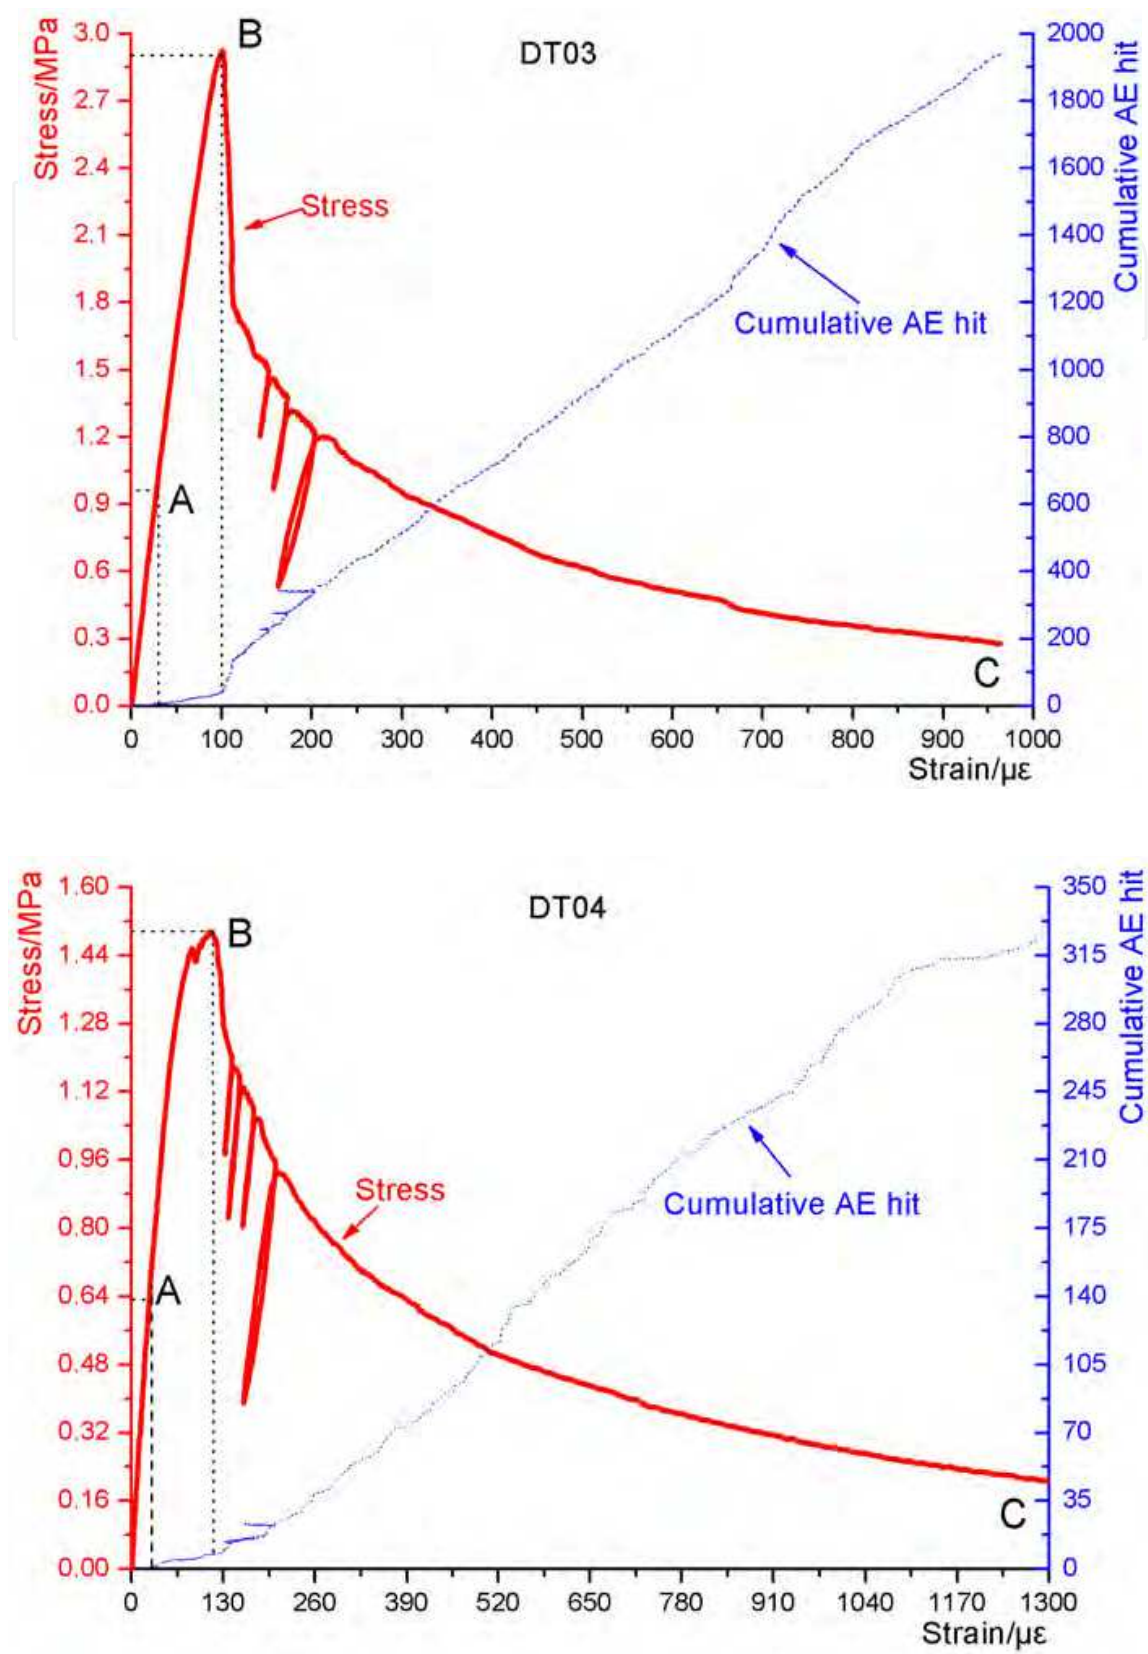 DT03
Stress/MPa
3.0
2.7
2.4
2.1
1.8
1.5
1.2
0.9
0.6
0.3
0.0
B
A
C
Stress
Cumulative AE hit
2000
1800
1600
1400
1200
1000
800
600
400
200
0
Cumulative AE hit
0 100 200 300 400 500 600 700 800 900 1000
Strain/µε
DT04
Stress/MPa
1.60
1.44
1.28
1.12
0.96
0.80
0.64
0.48
0.32
0.16
0.00
B
A
C
Stress
Cumulative AE hit
350
315
280
245
210
175
140
105
70
35
0
Cumulative AE hit
0 130 260 390 520 650 780 910 1040 1170 1300
Strain/µε